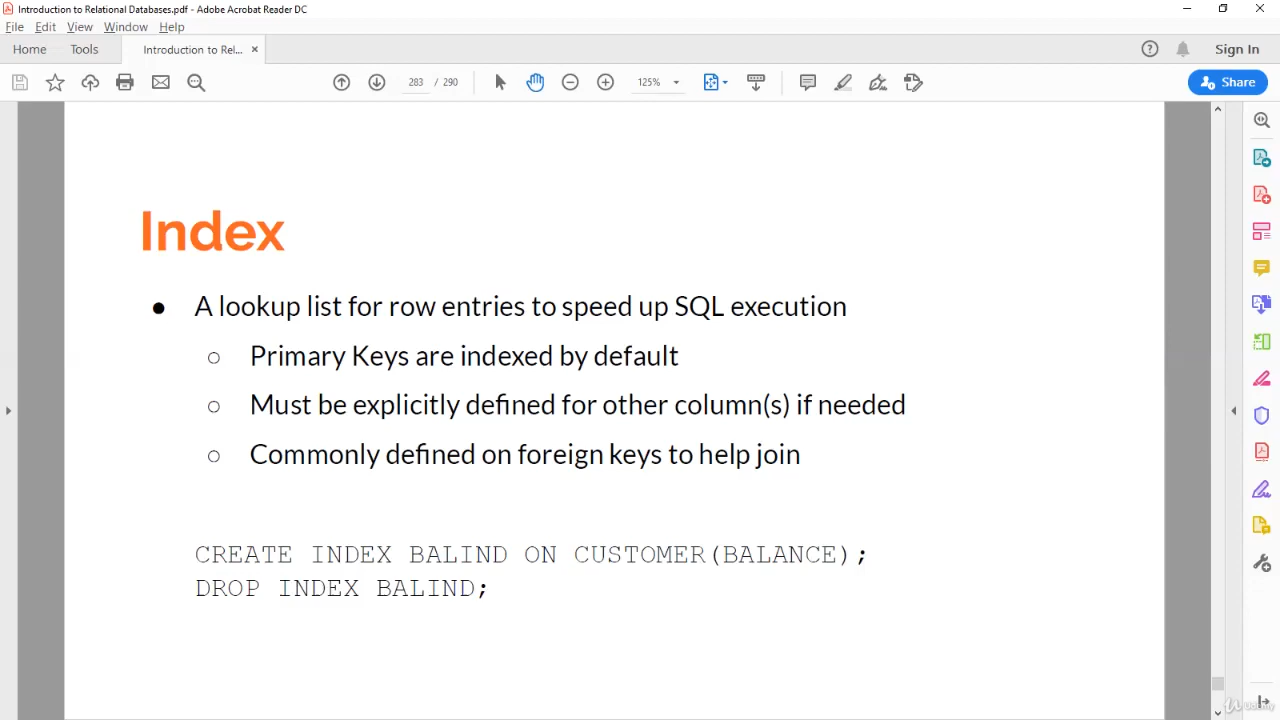 Introduction to Relational Databases.pdf - Adobe Acrobat Reader DC
File Edit View Window Help
Home Tools Introduction to Rel... × Sign In
283 / 290 125% Share
Index
● A lookup list for row entries to speed up SQL execution
○ Primary Keys are indexed by default
○ Must be explicitly defined for other column(s) if needed
○ Commonly defined on foreign keys to help join
CREATE INDEX BALIND ON CUSTOMER(BALANCE);
DROP INDEX BALIND;
Udemy